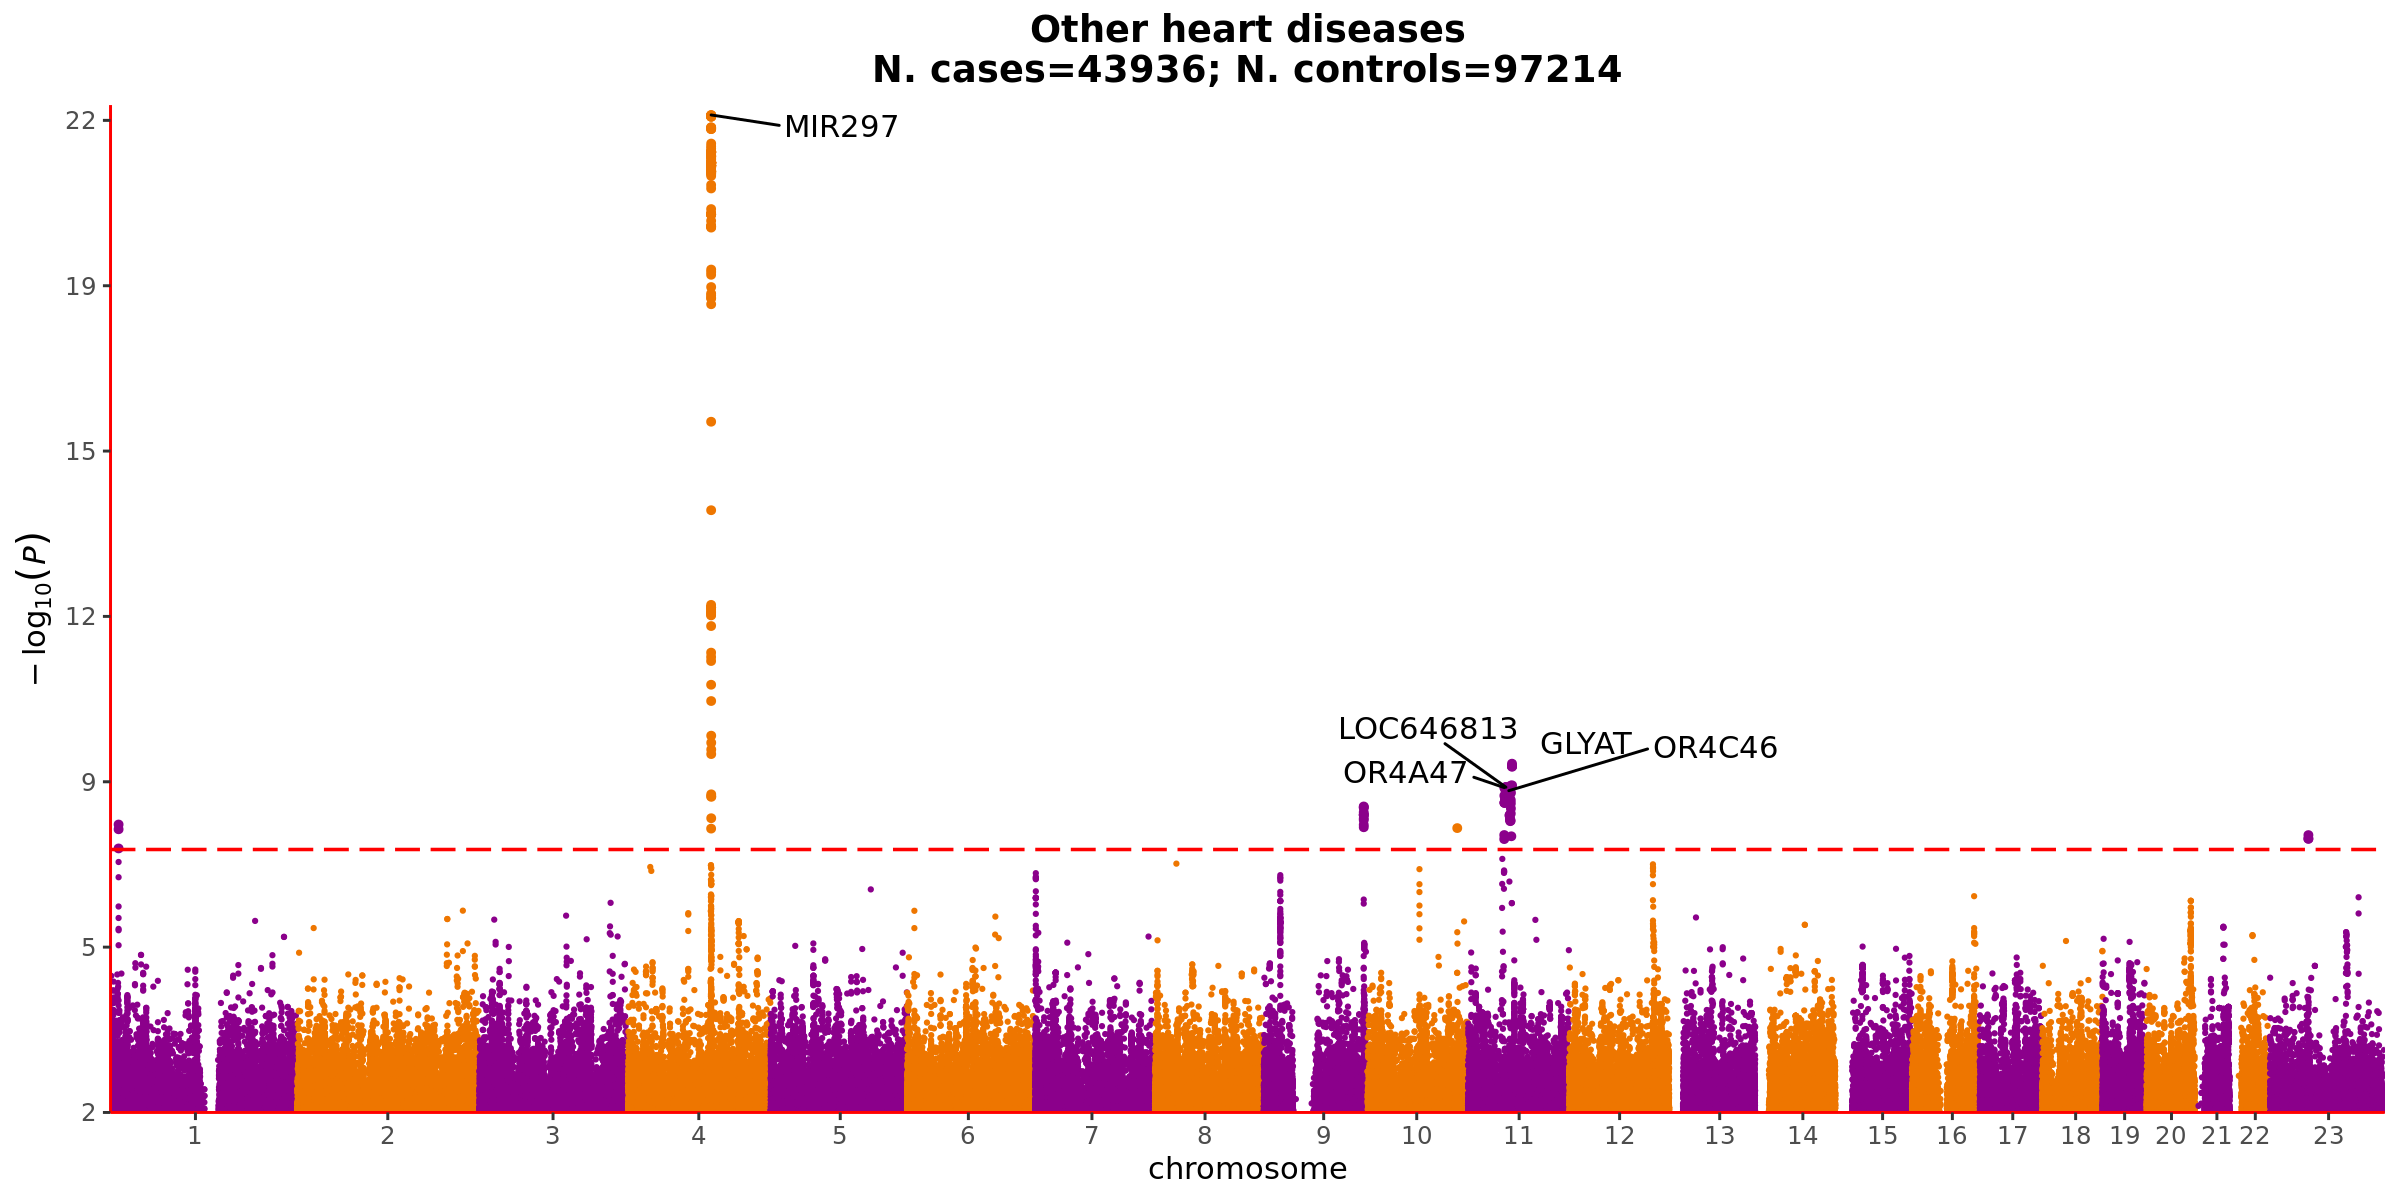 Other heart diseases
N. cases=43936; N. controls=97214
22
MIR297
19
15
12
− log10(P)
LOC646813
GLYAT
OR4C46
OR4A47
9
5
2
1 2 3 4 5 6 7 8 9 10 11 12 13 14 15 16 17 18 19 20 21 22 23
chromosome